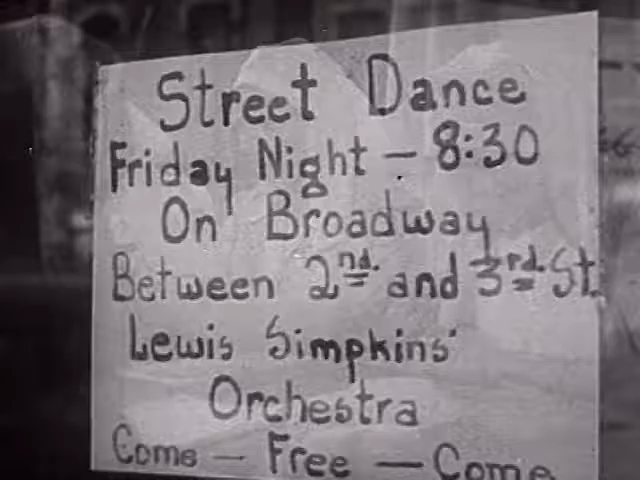 Street Dance
Friday Night - 8:30
On Broadway
Between 2nd. and 3rd. St.
Lewis Simpkins'
Orchestra
Come - Free - Come